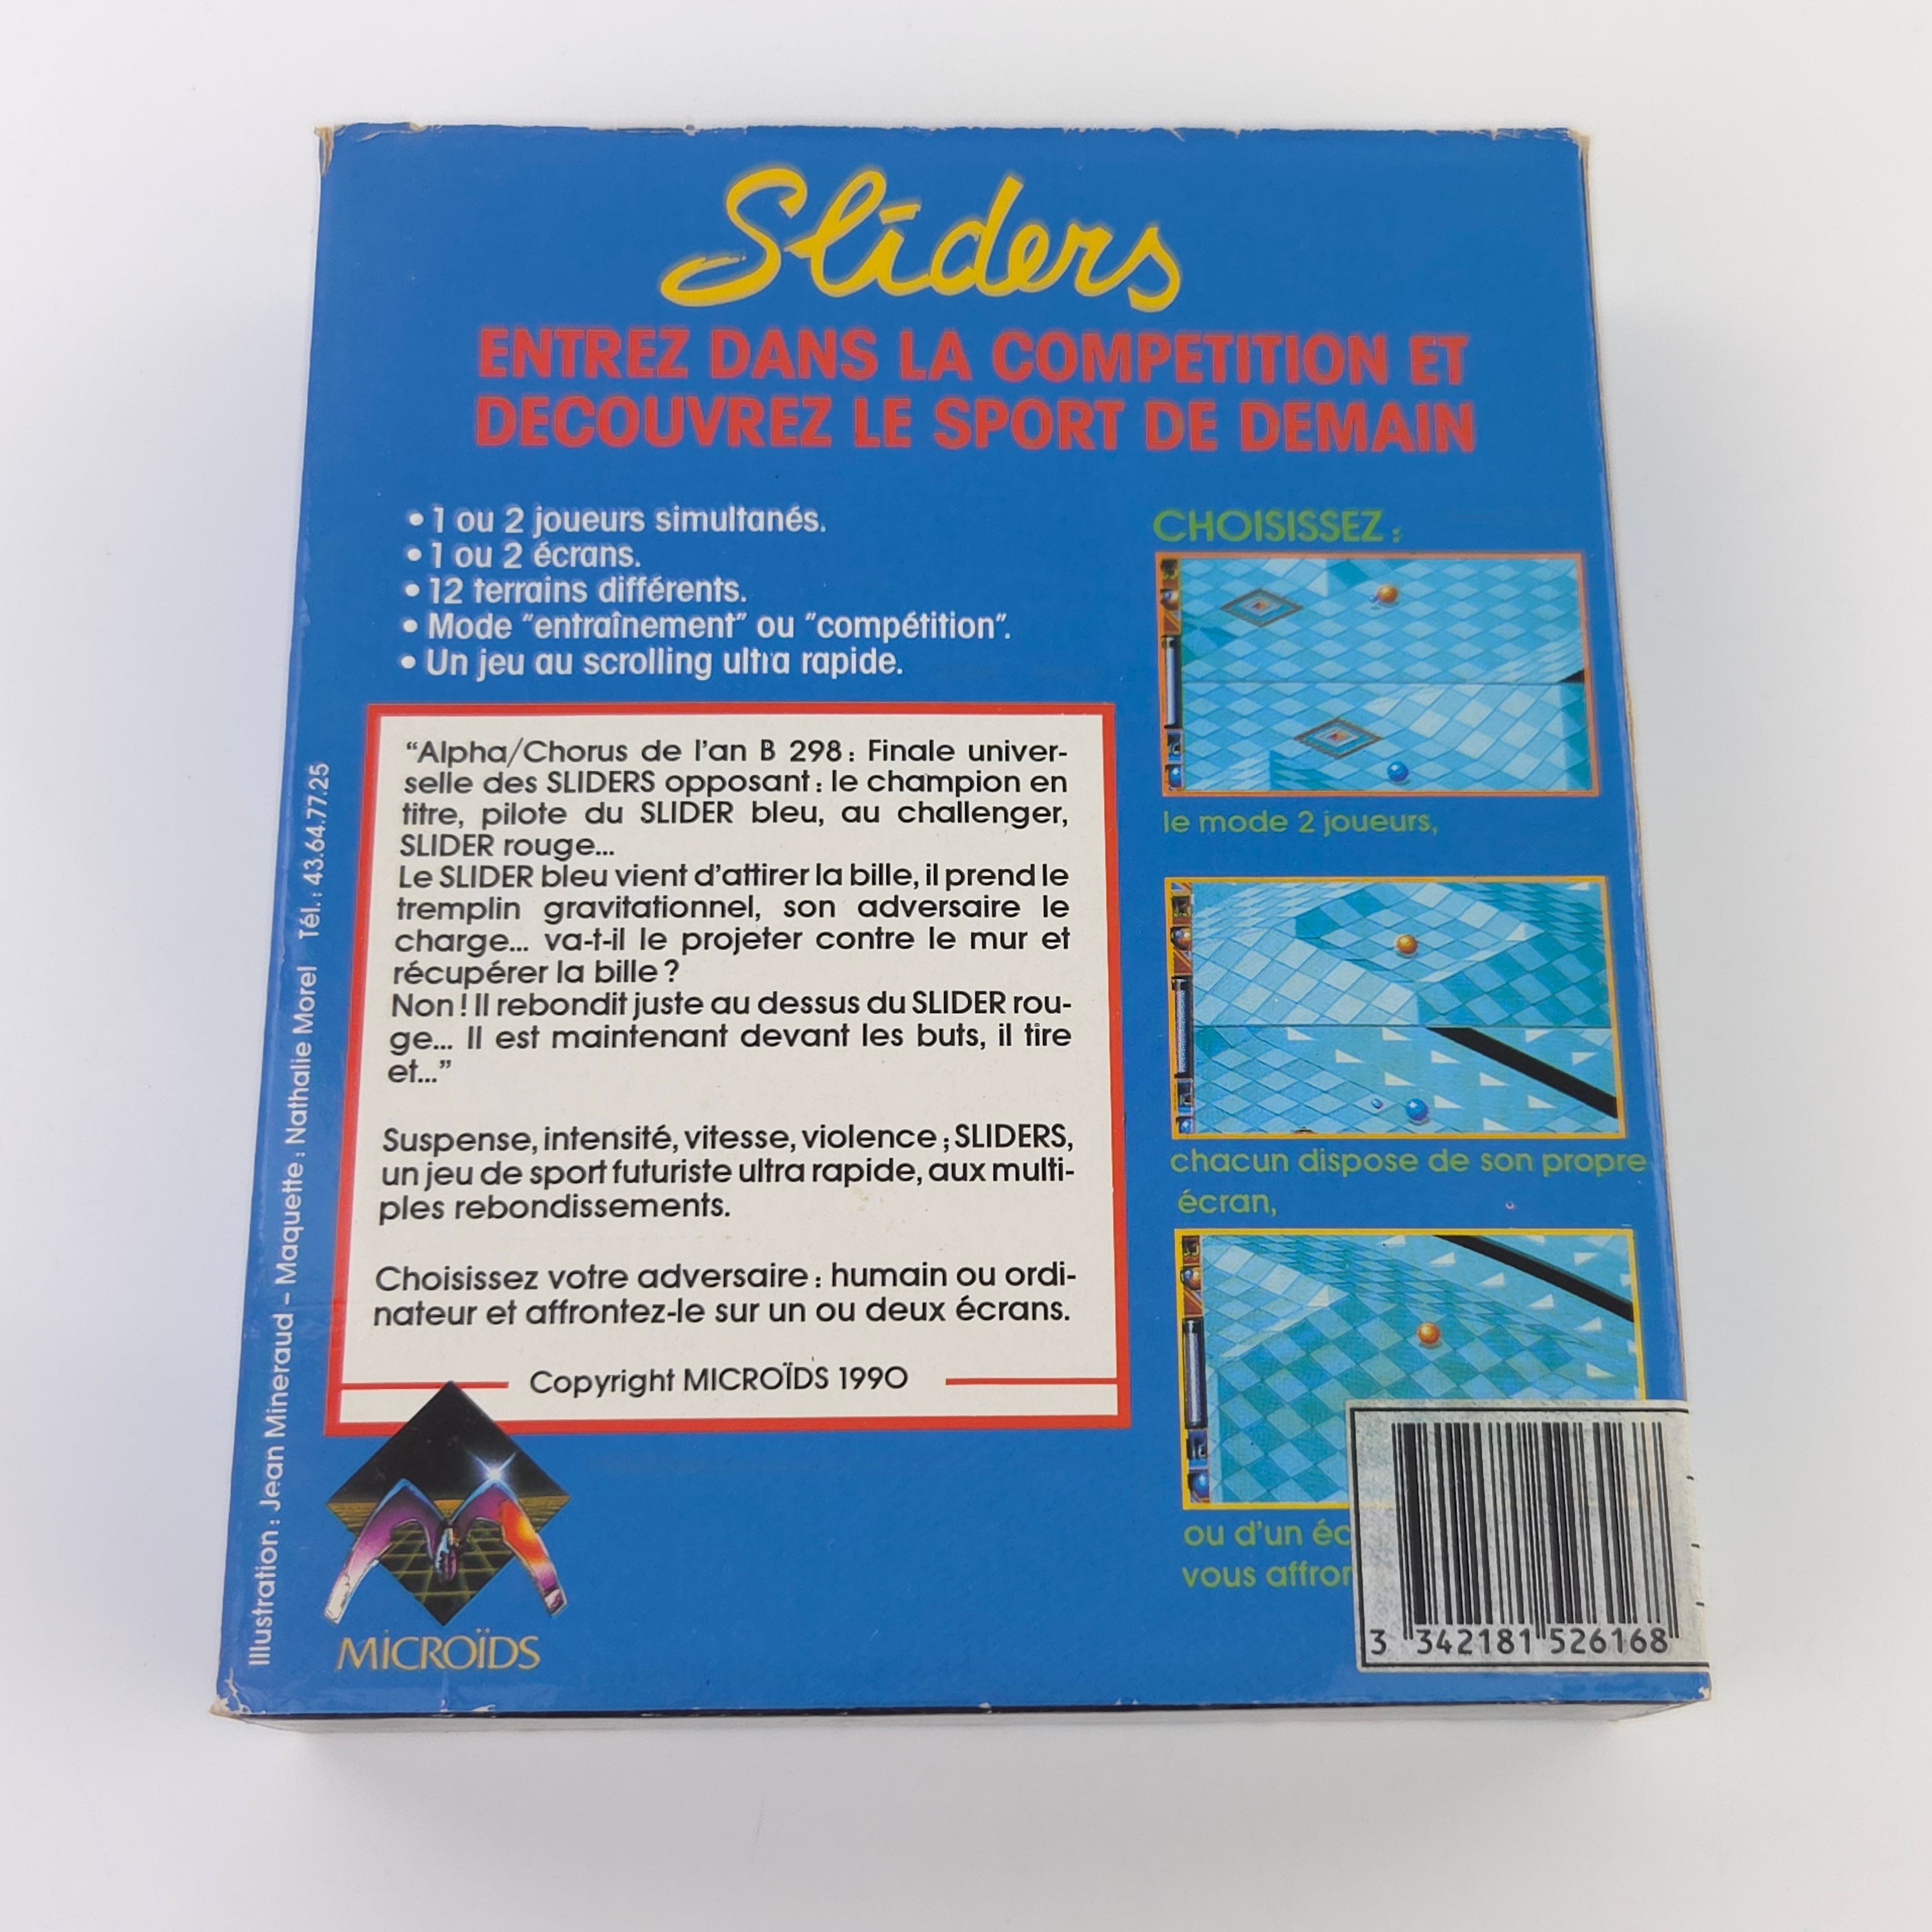 Sliders
ENTREZ DANS LA COMPETITION ET
DECOUVREZ LE SPORT DE DEMAIN
• 1 ou 2 joueurs simultanés.
• 1 ou 2 écrans.
• 12 terrains différents.
• Mode "entraînement" ou "compétition".
• Un jeu au scrolling ultra rapide.
“Alpha/Chorus de l'an B 298 : Finale univer-
selle des SLIDERS opposant : le champion en
titre, pilote du SLIDER bleu, au challenger,
SLIDER rouge...
Le SLIDER bleu vient d'attirer la bille, il prend le
tremplin gravitationnel, son adversaire le
charge... va-t-il le projeter contre le mur et
récupérer la bille ?
Non ! Il rebondit juste au dessus du SLIDER rou-
ge... Il est maintenant devant les buts, il tire
et...”
Suspense, intensité, vitesse, violence ; SLIDERS,
un jeu de sport futuriste ultra rapide, aux multi-
ples rebondissements.
Choisissez votre adversaire : humain ou ordi-
nateur et affrontez-le sur un ou deux écrans.
Copyright MICROÏDS 1990
MICROÏDS
Illustration : Jean Mineraud - Maquette : Nathalie Morel Tél. : 43.64.77.25
CHOISISSEZ :
le mode 2 joueurs,
chacun dispose de son propre
écran,
ou d'un éc
vous affror
3 342181 526168